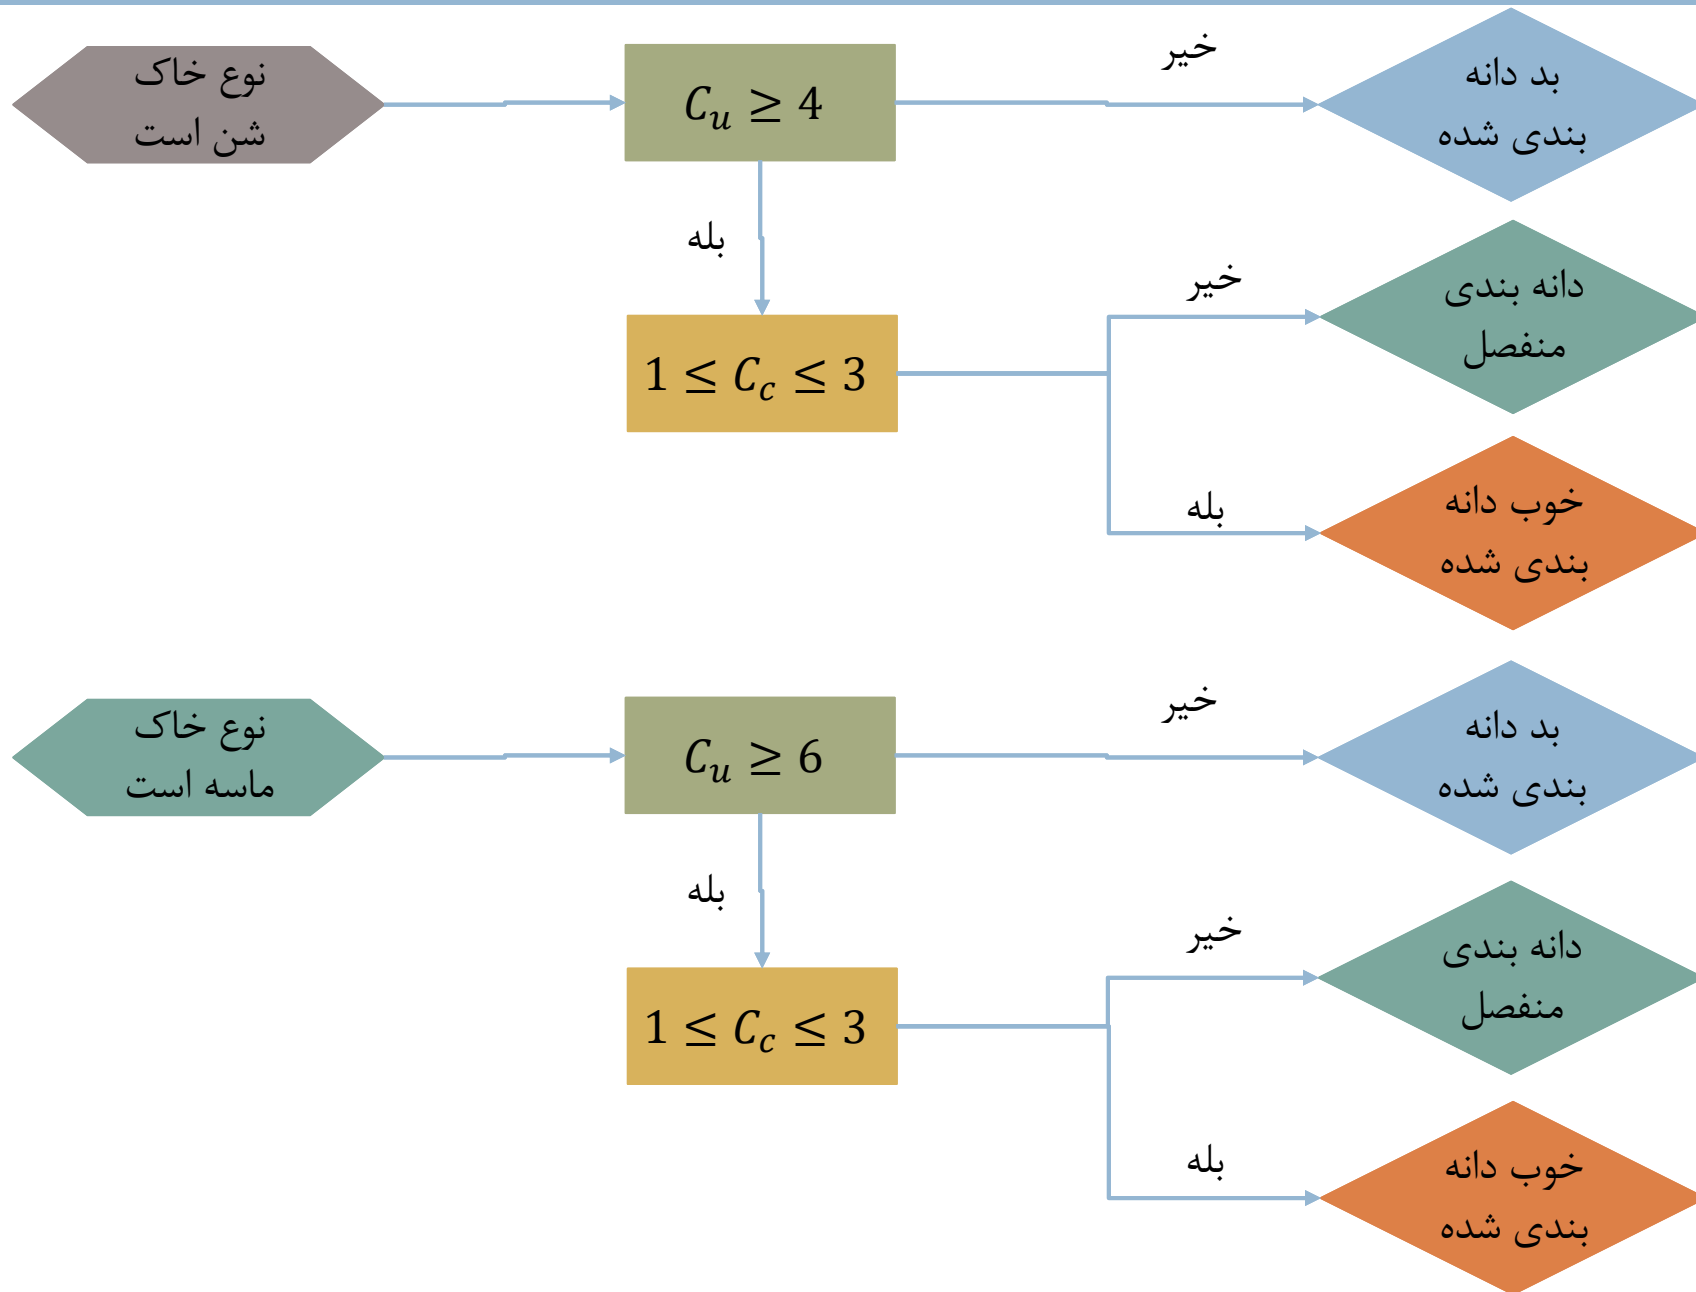 نوع خاک
شن است
C_u ≥ 4
خیر
بد دانه
بندی شده
بله
1 ≤ C_c ≤ 3
خیر
دانه بندی
منفصل
بله
خوب دانه
بندی شده
نوع خاک
ماسه است
C_u ≥ 6
خیر
بد دانه
بندی شده
بله
1 ≤ C_c ≤ 3
خیر
دانه بندی
منفصل
بله
خوب دانه
بندی شده